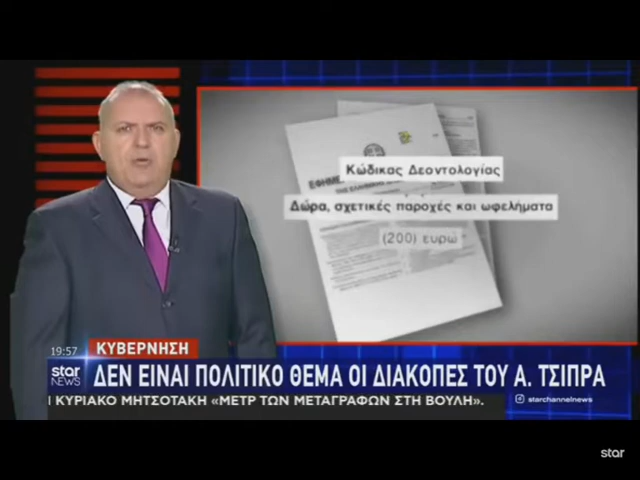 ΕΦΗΜΕ
Κώδικας Δεοντολογίας
Δώρα, σχετικές παροχές και ωφελήματα
(200) ευρώ
19:57
ΚΥΒΕΡΝΗΣΗ
star NEWS
ΔΕΝ ΕΙΝΑΙ ΠΟΛΙΤΙΚΟ ΘΕΜΑ ΟΙ ΔΙΑΚΟΠΕΣ ΤΟΥ Α. ΤΣΙΠΡΑ
ΚΥΡΙΑΚΟ ΜΗΤΣΟΤΑΚΗ «ΜΕΤΡ ΤΩΝ ΜΕΤΑΓΡΑΦΩΝ ΣΤΗ ΒΟΥΛΗ».
starchannelnews
star